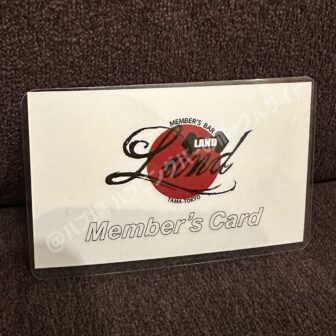 MEMBER'S BAR
LAND
Land
TAMA-TOKYO
Member's Card